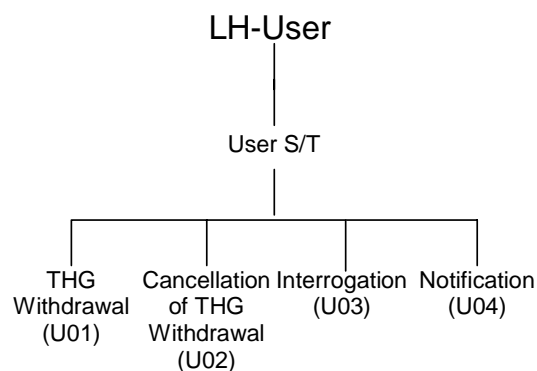 LH-User
User S/T
THG
Withdrawal
(U01)
Cancellation
of THG
Withdrawal
(U02)
Interrogation
(U03)
Notification
(U04)